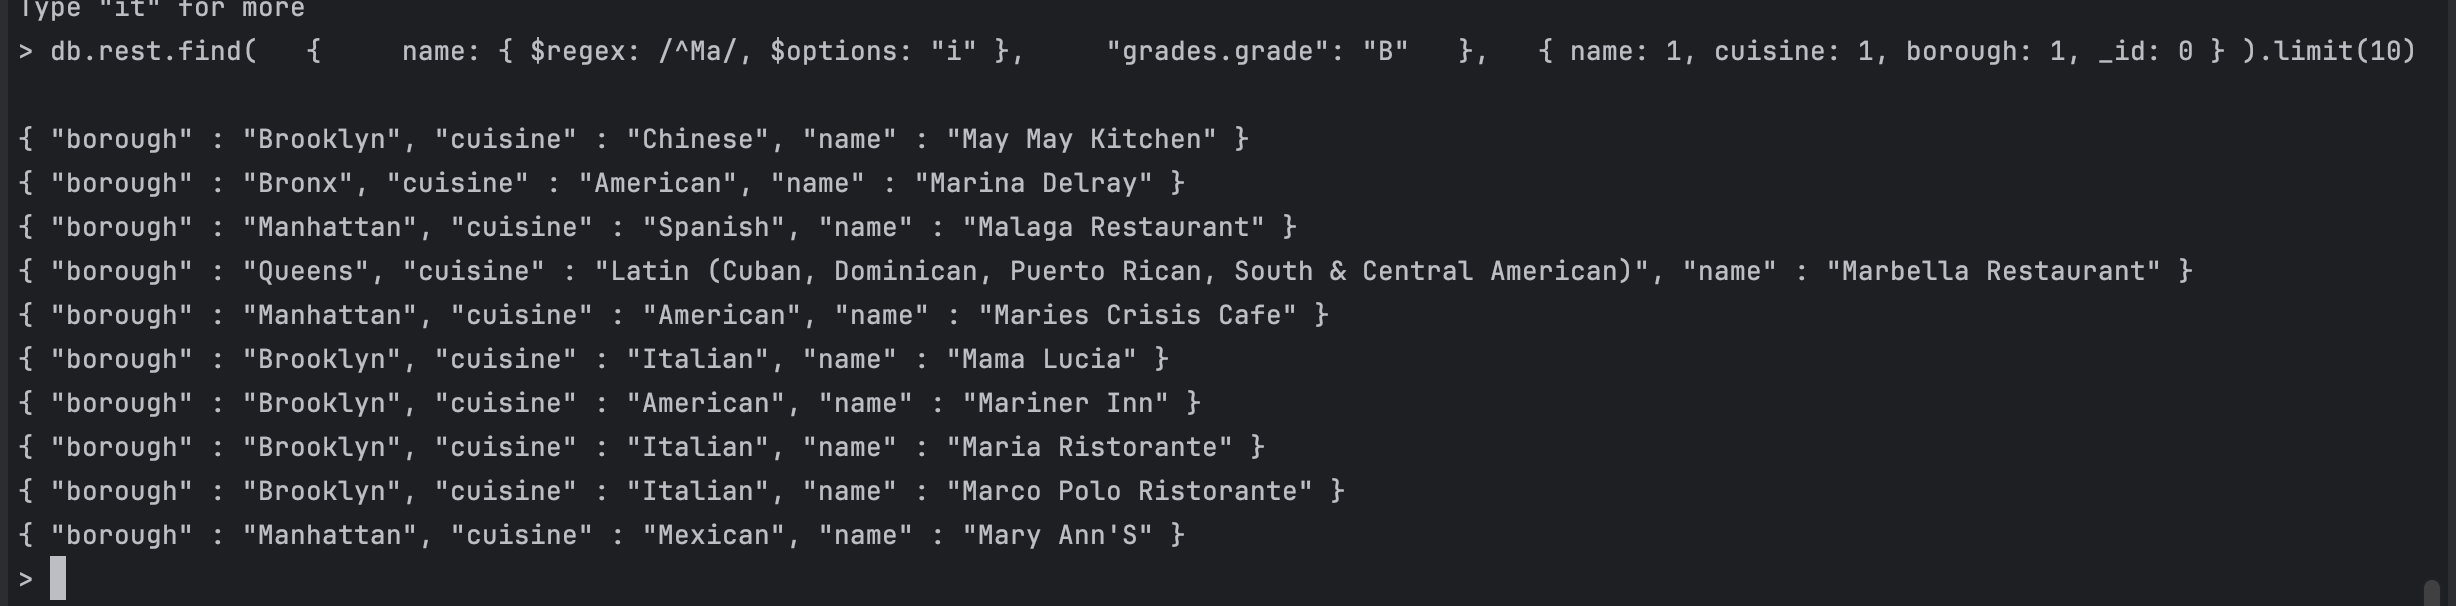 Type "it" for more
> db.rest.find(   {     name: { $regex: /^Ma/, $options: "i" },     "grades.grade": "B"   },   { name: 1, cuisine: 1, borough: 1, _id: 0 } ).limit(10)
{ "borough" : "Brooklyn", "cuisine" : "Chinese", "name" : "May May Kitchen" }
{ "borough" : "Bronx", "cuisine" : "American", "name" : "Marina Delray" }
{ "borough" : "Manhattan", "cuisine" : "Spanish", "name" : "Malaga Restaurant" }
{ "borough" : "Queens", "cuisine" : "Latin (Cuban, Dominican, Puerto Rican, South & Central American)", "name" : "Marbella Restaurant" }
{ "borough" : "Manhattan", "cuisine" : "American", "name" : "Maries Crisis Cafe" }
{ "borough" : "Brooklyn", "cuisine" : "Italian", "name" : "Mama Lucia" }
{ "borough" : "Brooklyn", "cuisine" : "American", "name" : "Mariner Inn" }
{ "borough" : "Brooklyn", "cuisine" : "Italian", "name" : "Maria Ristorante" }
{ "borough" : "Brooklyn", "cuisine" : "Italian", "name" : "Marco Polo Ristorante" }
{ "borough" : "Manhattan", "cuisine" : "Mexican", "name" : "Mary Ann'S" }
>